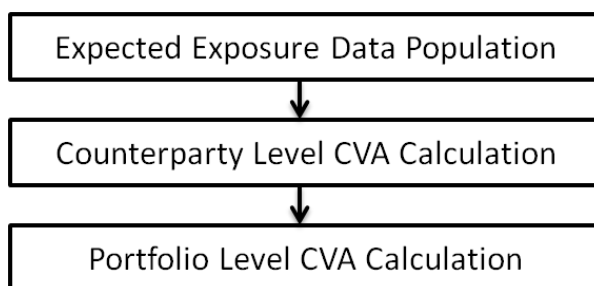 Expected Exposure Data Population
Counterparty Level CVA Calculation
Portfolio Level CVA Calculation